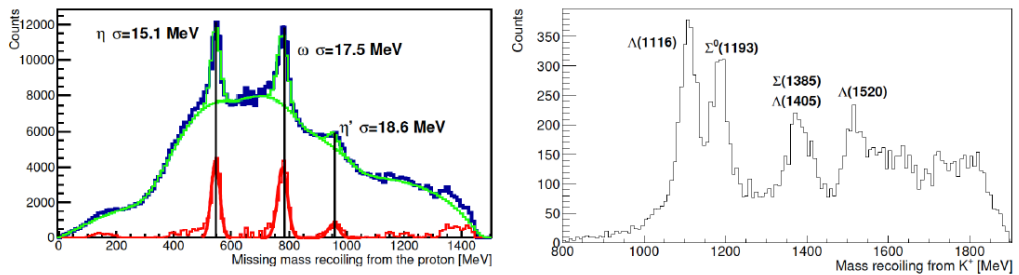 Counts
12000
10000
8000
6000
4000
2000
0
η σ=15.1 MeV
ω σ=17.5 MeV
η' σ=18.6 MeV
0 200 400 600 800 1000 1200 1400
Missing mass recoiling from the proton [MeV]
Counts
350
300
250
200
150
100
50
0
Λ(1116)
Σ⁰(1193)
Σ(1385)
Λ(1405)
Λ(1520)
800 1000 1200 1400 1600 1800
Mass recoiling from K⁺ [MeV]